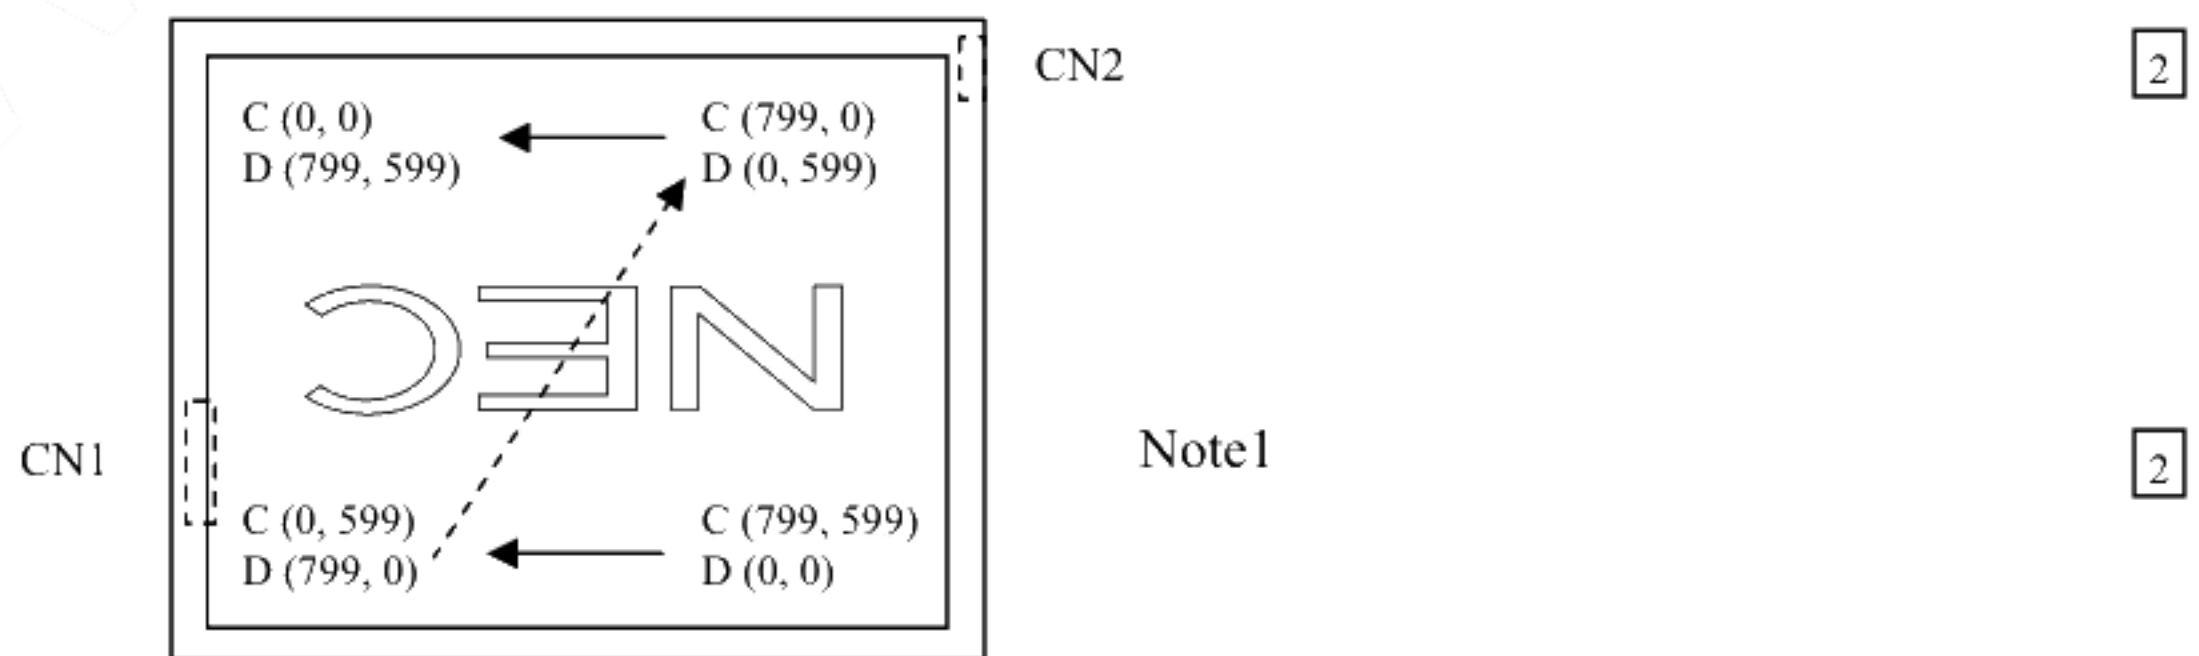 CN2
2
C (0, 0)
C (799, 0)
D (799, 599)
D (0, 599)
NEC
CN1
Note1
2
C (0, 599)
C (799, 599)
D (799, 0)
D (0, 0)